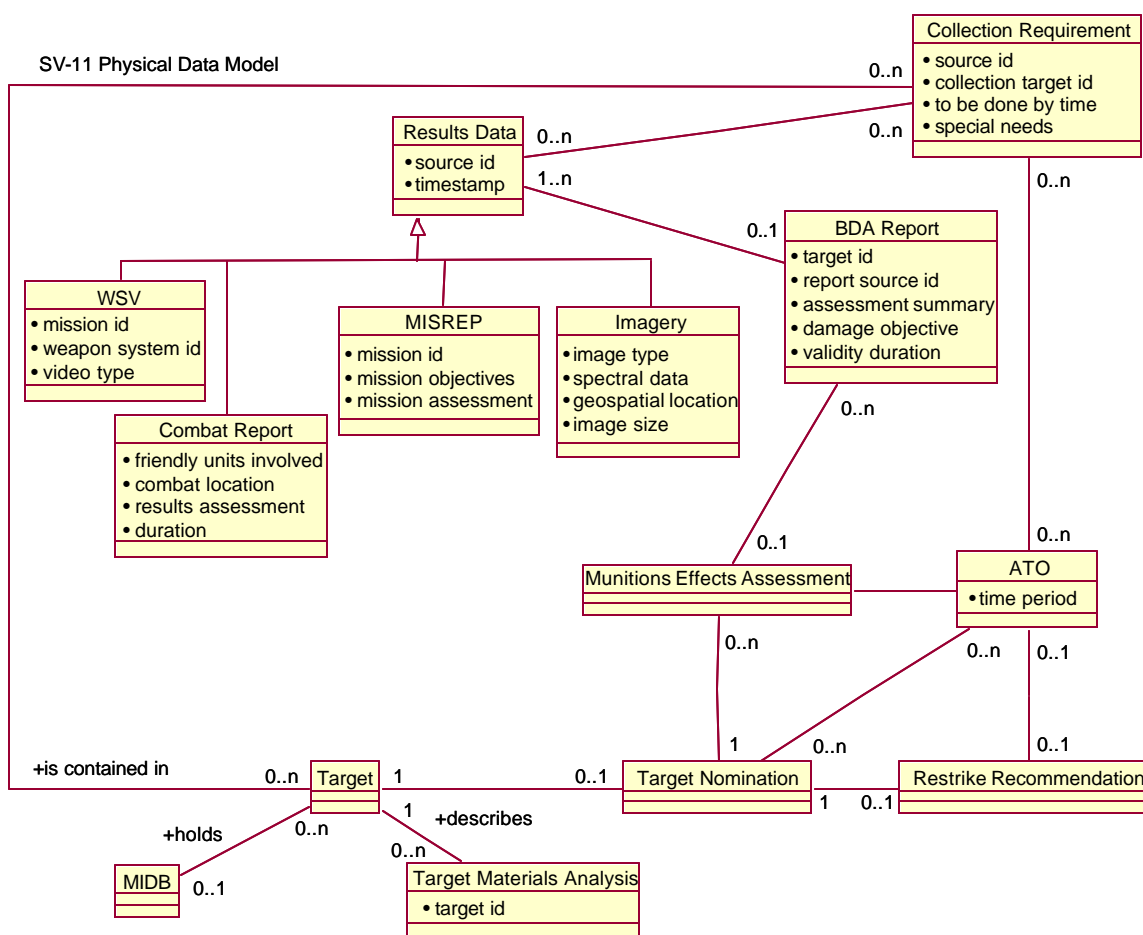 Collection Requirement
• source id
• collection target id
• to be done by time
• special needs
SV-11 Physical Data Model
0..n
0..n
0..n
Results Data
• source id
• timestamp
0..n
1..n
0..1
BDA Report
• target id
• report source id
• assessment summary
• damage objective
• validity duration
WSV
• mission id
• weapon system id
• video type
MISREP
• mission id
• mission objectives
• mission assessment
Imagery
• image type
• spectral data
• geospatial location
• image size
Combat Report
• friendly units involved
• combat location
• results assessment
• duration
0..n
0..1
0..n
Munitions Effects Assessment
ATO
• time period
0..n
0..n
0..1
1
0..n
0..1
+is contained in
0..n
Target
1
0..1
Target Nomination
1
0..1
Restrike Recommendation
+holds
0..n
1
+describes
0..n
0..1
MIDB
Target Materials Analysis
• target id